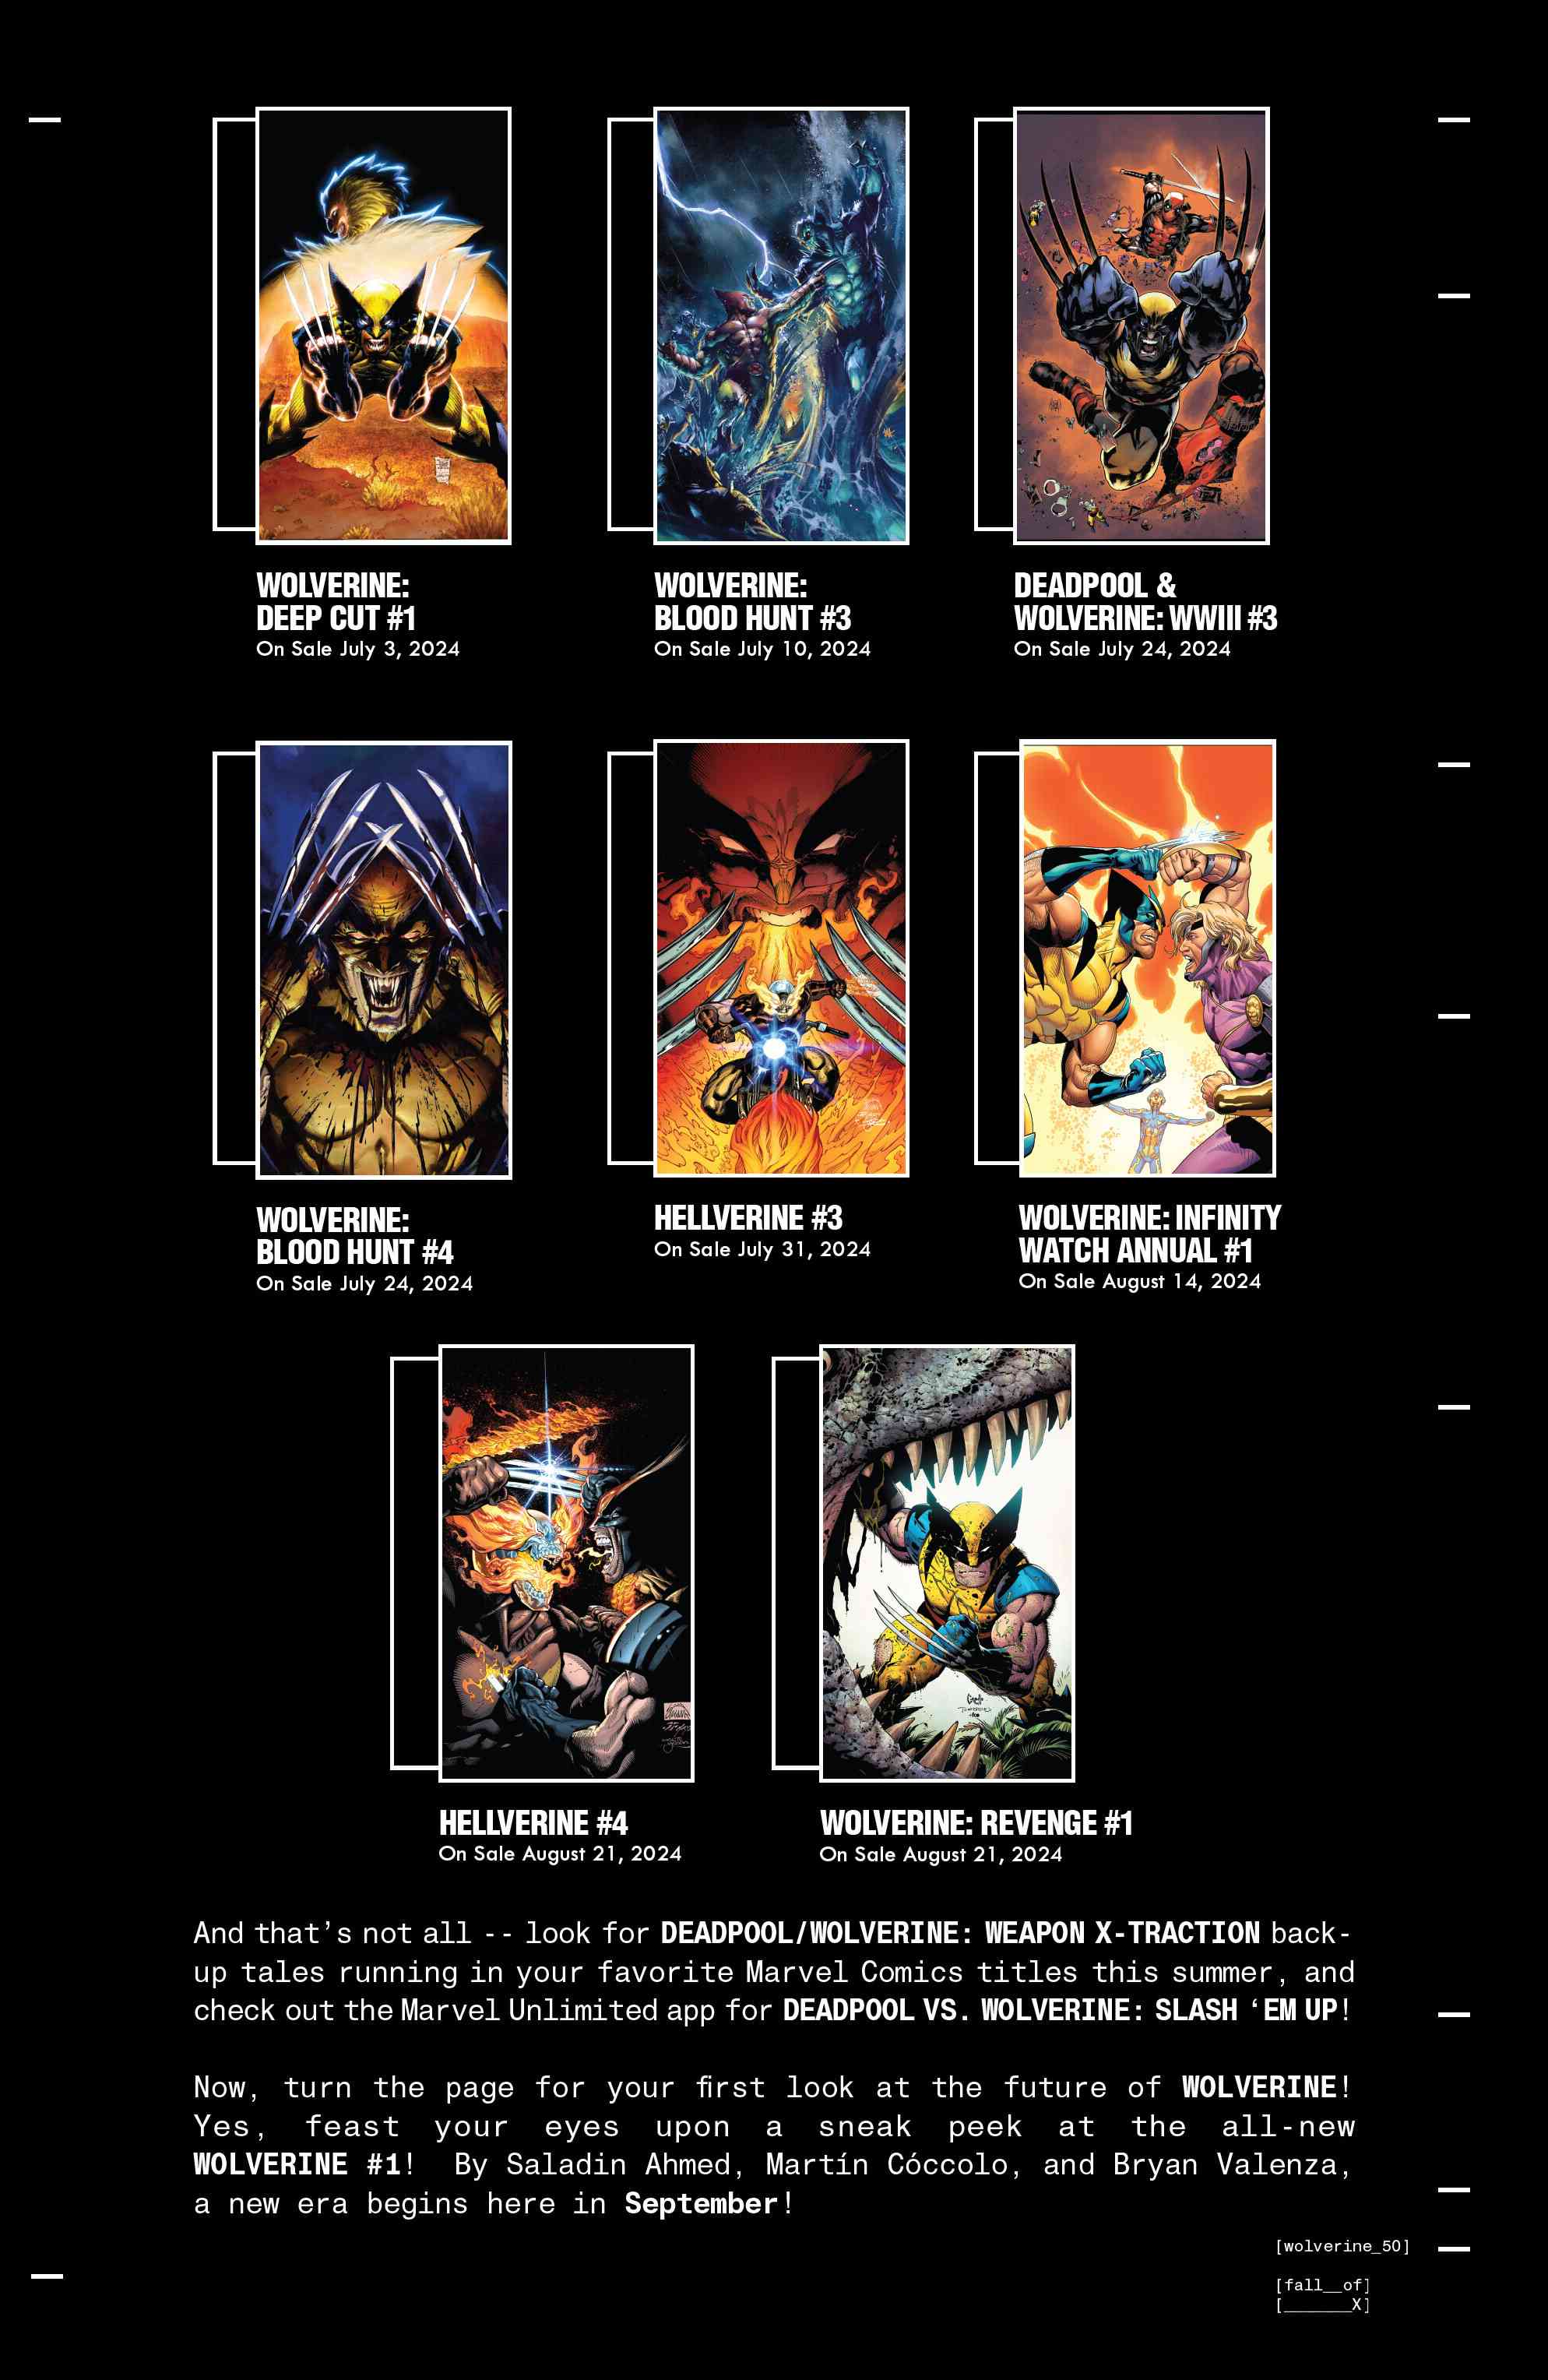 WOLVERINE:
DEEP CUT #1
On Sale July 3, 2024
WOLVERINE:
BLOOD HUNT #3
On Sale July 10, 2024
DEADPOOL &
WOLVERINE: WWIII #3
On Sale July 24, 2024
WOLVERINE:
BLOOD HUNT #4
On Sale July 24, 2024
HELLVERINE #3
On Sale July 31, 2024
WOLVERINE: INFINITY
WATCH ANNUAL #1
On Sale August 14, 2024
HELLVERINE #4
On Sale August 21, 2024
WOLVERINE: REVENGE #1
On Sale August 21, 2024
And that’s not all -- look for DEADPOOL/WOLVERINE: WEAPON X-TRACTION back-
up tales running in your favorite Marvel Comics titles this summer, and
check out the Marvel Unlimited app for DEADPOOL VS. WOLVERINE: SLASH ‘EM UP!
Now, turn the page for your first look at the future of WOLVERINE!
Yes, feast your eyes upon a sneak peek at the all-new
WOLVERINE #1! By Saladin Ahmed, Martín Cóccolo, and Bryan Valenza,
a new era begins here in September!
[wolverine_50]
[fall__of]
[_______X]